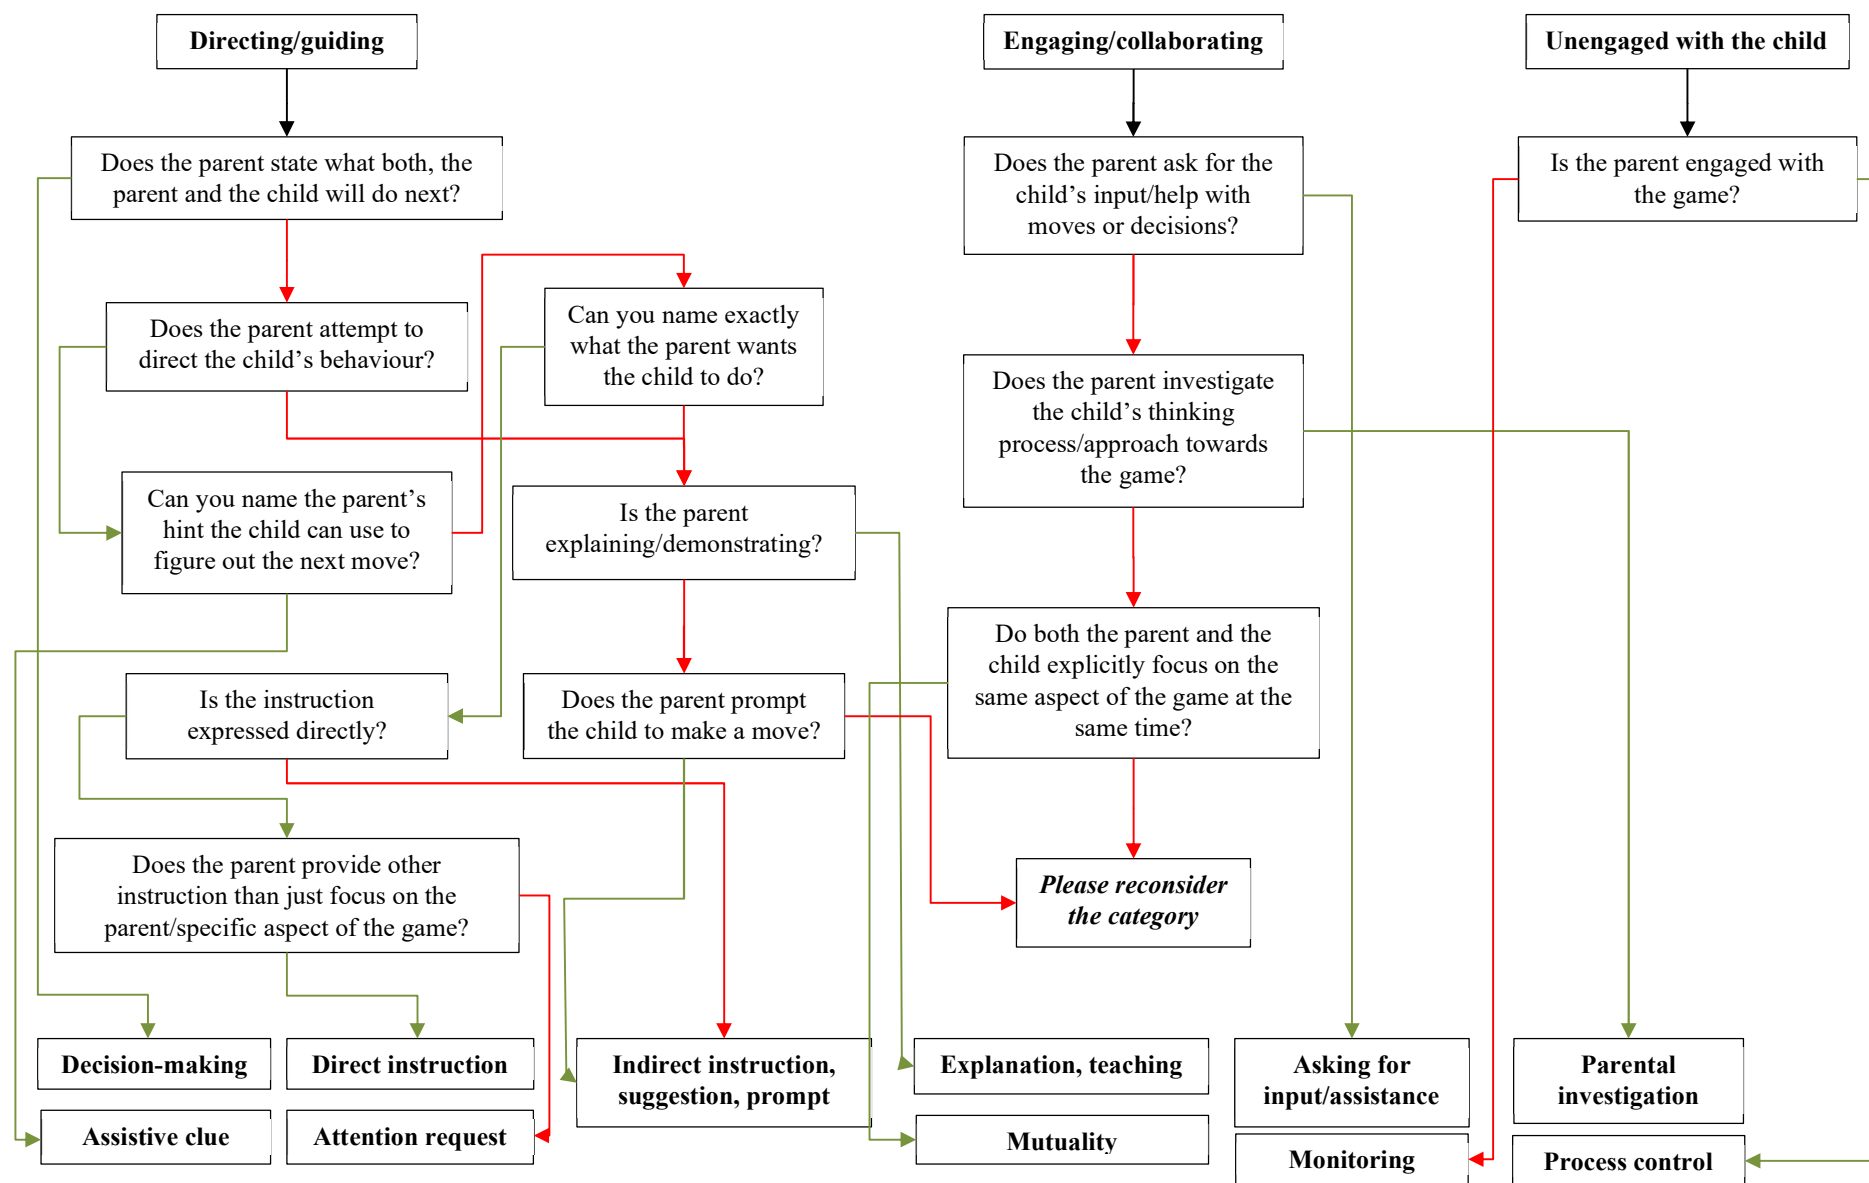 Directing/guiding
Engaging/collaborating
Unengaged with the child
Does the parent state what both, the
parent and the child will do next?
Does the parent ask for the
child’s input/help with
moves or decisions?
Is the parent engaged with
the game?
Does the parent attempt to
direct the child’s behaviour?
Can you name exactly
what the parent wants
the child to do?
Does the parent investigate
the child’s thinking
process/approach towards
the game?
Can you name the parent’s
hint the child can use to
figure out the next move?
Is the parent
explaining/demonstrating?
Do both the parent and the
child explicitly focus on the
same aspect of the game at the
same time?
Is the instruction
expressed directly?
Does the parent prompt
the child to make a move?
Does the parent provide other
instruction than just focus on the
parent/specific aspect of the game?
Please reconsider
the category
Decision-making
Direct instruction
Indirect instruction,
suggestion, prompt
Explanation, teaching
Asking for
input/assistance
Parental
investigation
Assistive clue
Attention request
Mutuality
Monitoring
Process control